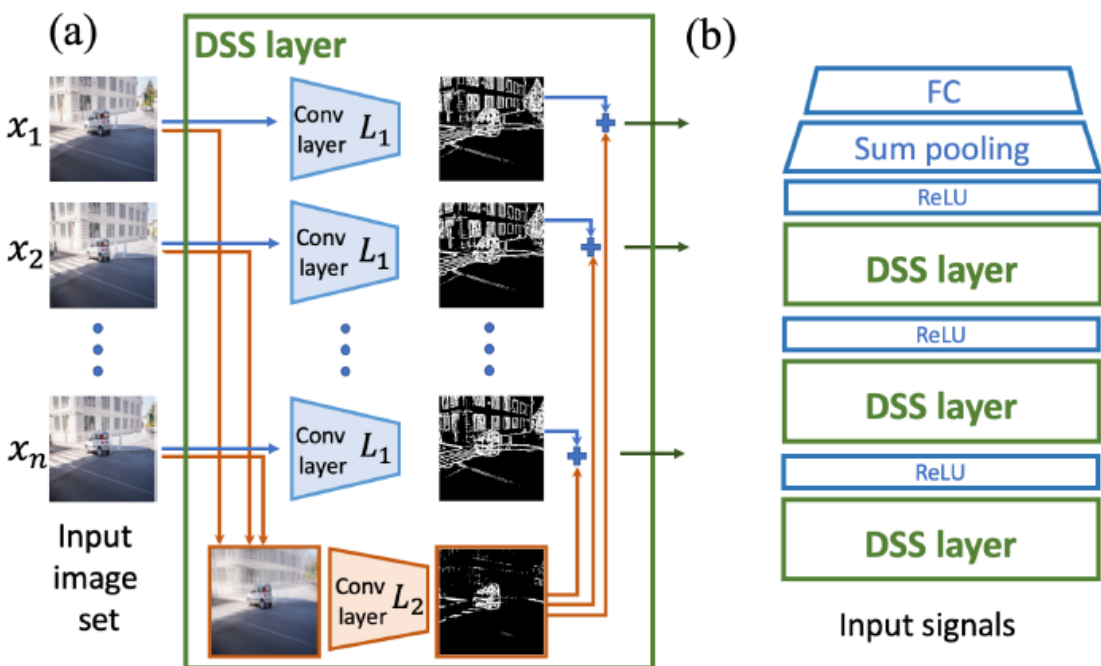 (a)
DSS layer
x₁
Conv
layer L₁
x₂
Conv
layer L₁
xₙ
Conv
layer L₁
Input
image
set
Conv
layer L₂
(b)
FC
Sum pooling
ReLU
DSS layer
ReLU
DSS layer
ReLU
DSS layer
Input signals